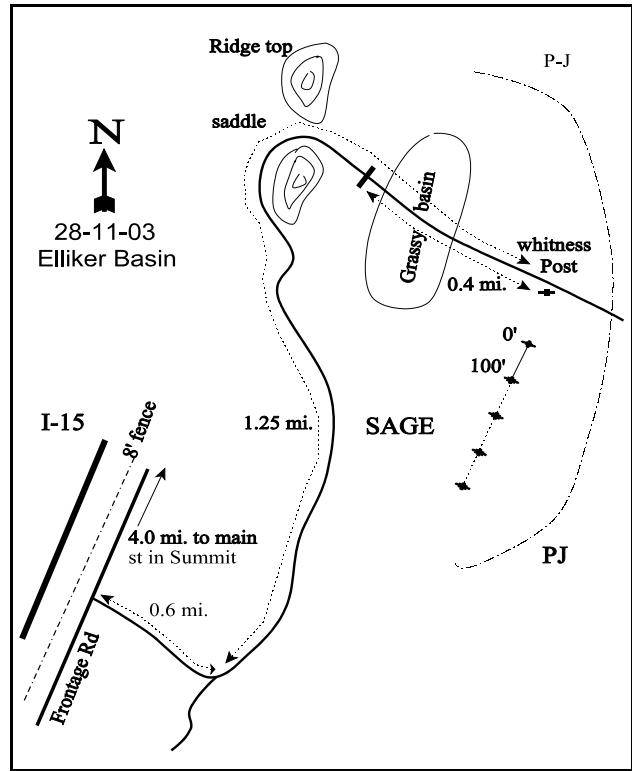 Ridge top
P-J
saddle
N
28-11-03
Elliker Basin
Grassy basin
whitness
Post
0.4 mi.
0'
100'
I-15
8' fence
1.25 mi.
SAGE
4.0 mi. to main
st in Summit
PJ
0.6 mi.
Frontage Rd